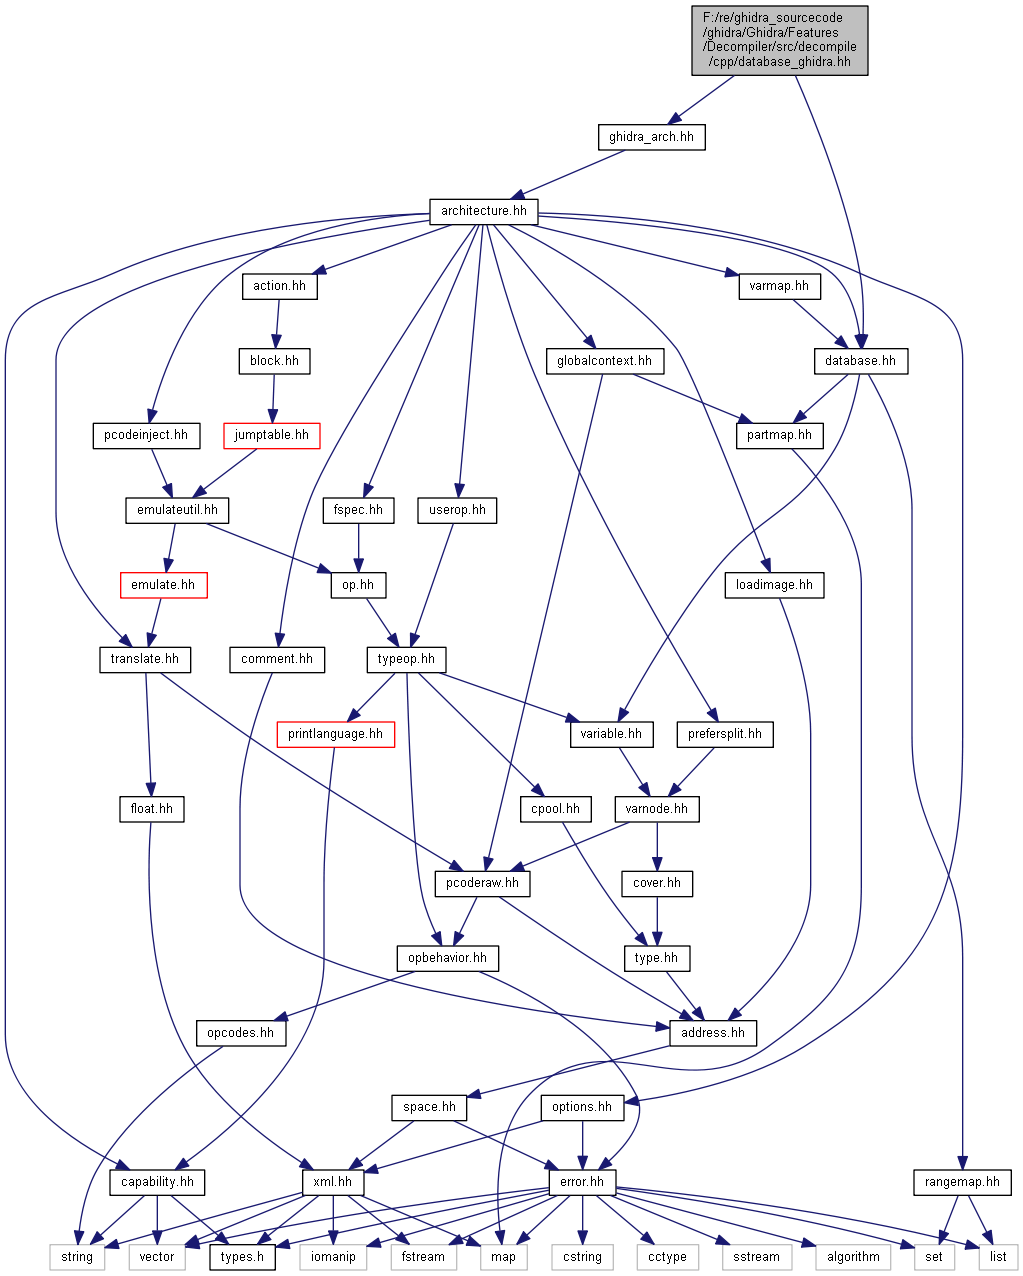 F:/re/ghidra_sourcecode
/ghidra/Ghidra/Features
/Decompiler/src/decompile
/cpp/database_ghidra.hh
ghidra_arch.hh
architecture.hh
action.hh
varmap.hh
block.hh
globalcontext.hh
database.hh
pcodeinject.hh
jumptable.hh
partmap.hh
emulateutil.hh
fspec.hh
userop.hh
emulate.hh
op.hh
loadimage.hh
translate.hh
comment.hh
typeop.hh
printlanguage.hh
variable.hh
prefersplit.hh
float.hh
cpool.hh
varnode.hh
pcoderaw.hh
cover.hh
opbehavior.hh
type.hh
opcodes.hh
address.hh
space.hh
options.hh
capability.hh
xml.hh
error.hh
rangemap.hh
string
vector
types.h
iomanip
fstream
map
cstring
cctype
sstream
algorithm
set
list